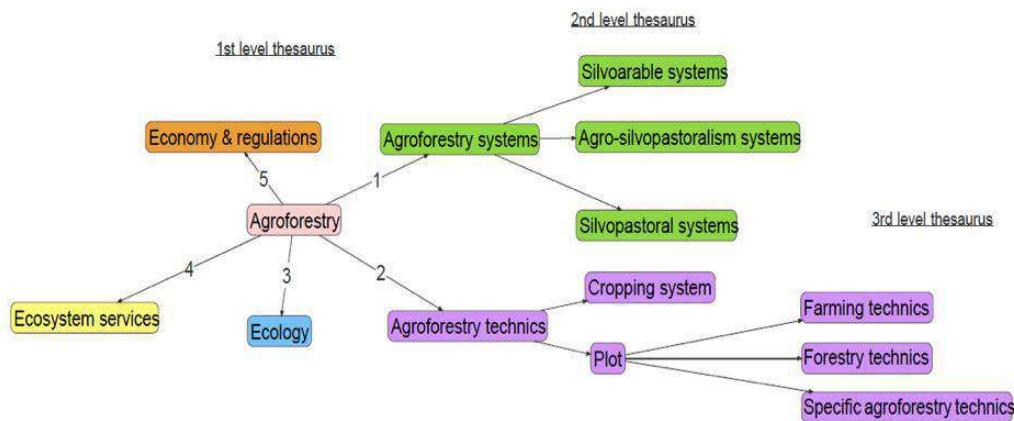 1st level thesaurus
2nd level thesaurus
Silvoarable systems
Economy & regulations
Agroforestry systems
Agro-silvopastoralism systems
5
1
Agroforestry
Silvopastoral systems
3rd level thesaurus
4
3
2
Cropping system
Ecosystem services
Ecology
Agroforestry technics
Farming technics
Plot
Forestry technics
Specific agroforestry technics